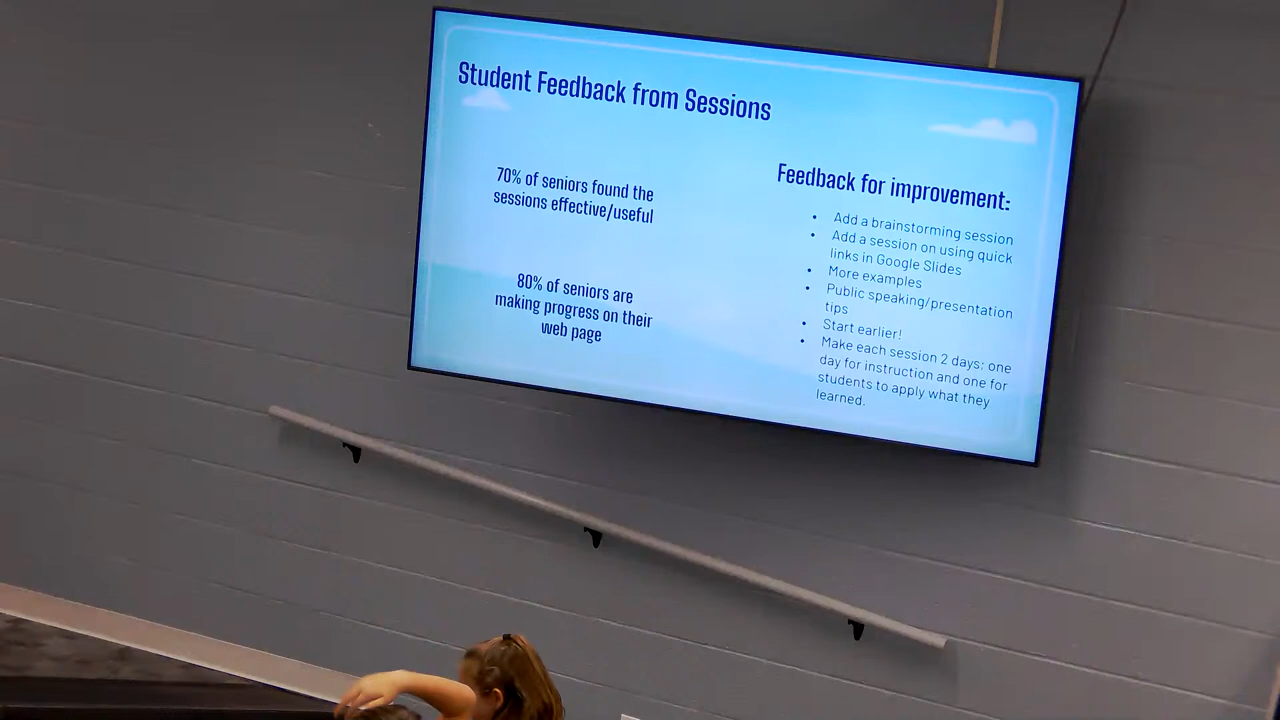 Student Feedback from Sessions
70% of seniors found the
sessions effective/useful
80% of seniors are
making progress on their
web page
Feedback for improvement:
• Add a brainstorming session
• Add a session on using quick
links in Google Slides
• More examples
• Public speaking/presentation
tips
• Start earlier!
• Make each session 2 days: one
day for instruction and one for
students to apply what they
learned.